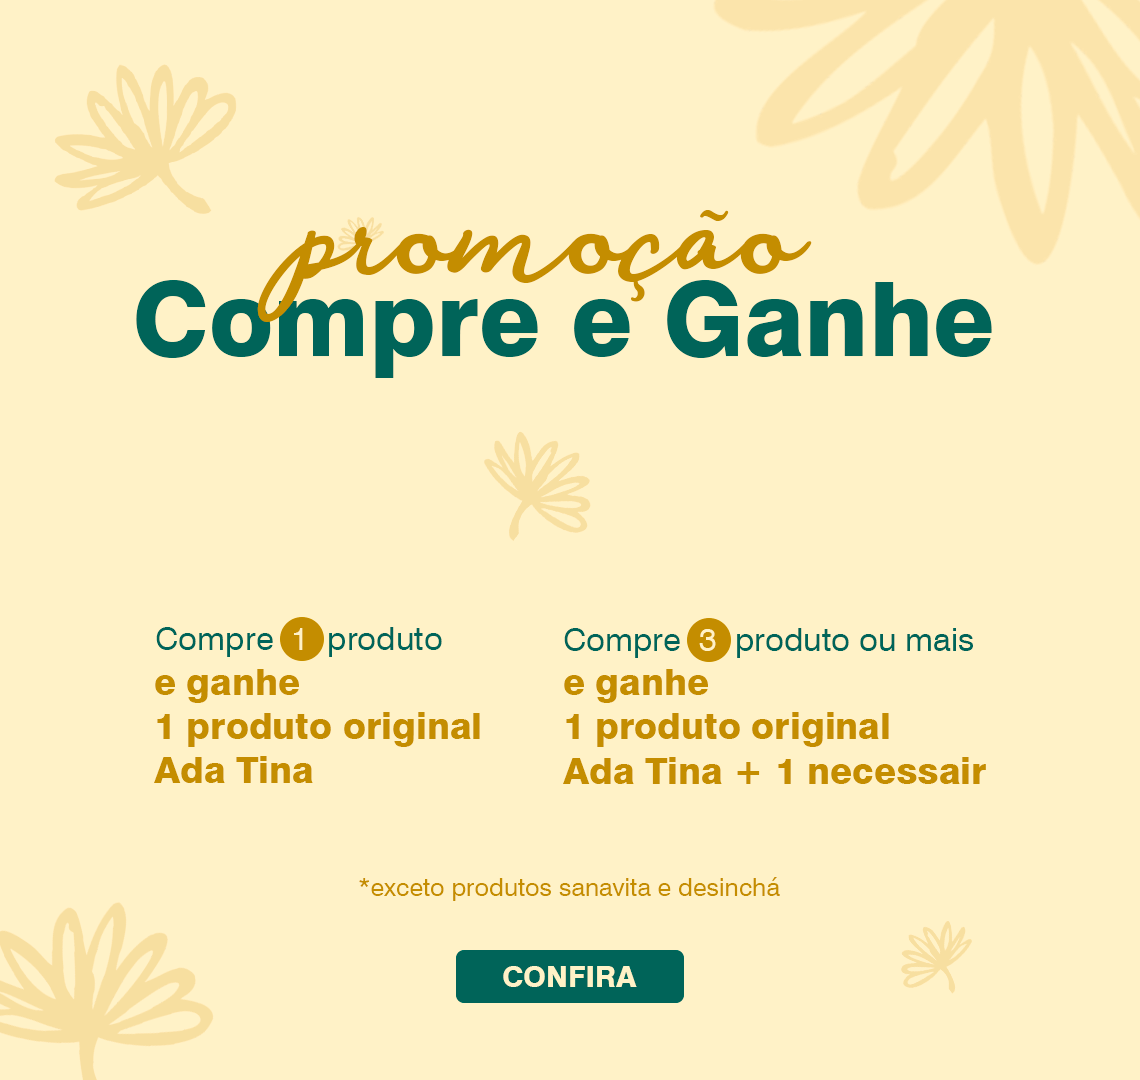 promoção
Compre e Ganhe
Compre 1 produto
e ganhe
1 produto original
Ada Tina
Compre 3 produto ou mais
e ganhe
1 produto original
Ada Tina + 1 necessair
*exceto produtos sanavita e desinchá
CONFIRA